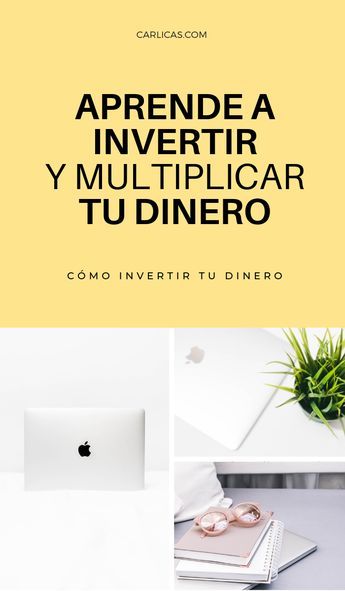 CARLICAS.COM
APRENDE A
INVERTIR
Y MULTIPLICAR
TU DINERO
CÓMO INVERTIR TU DINERO